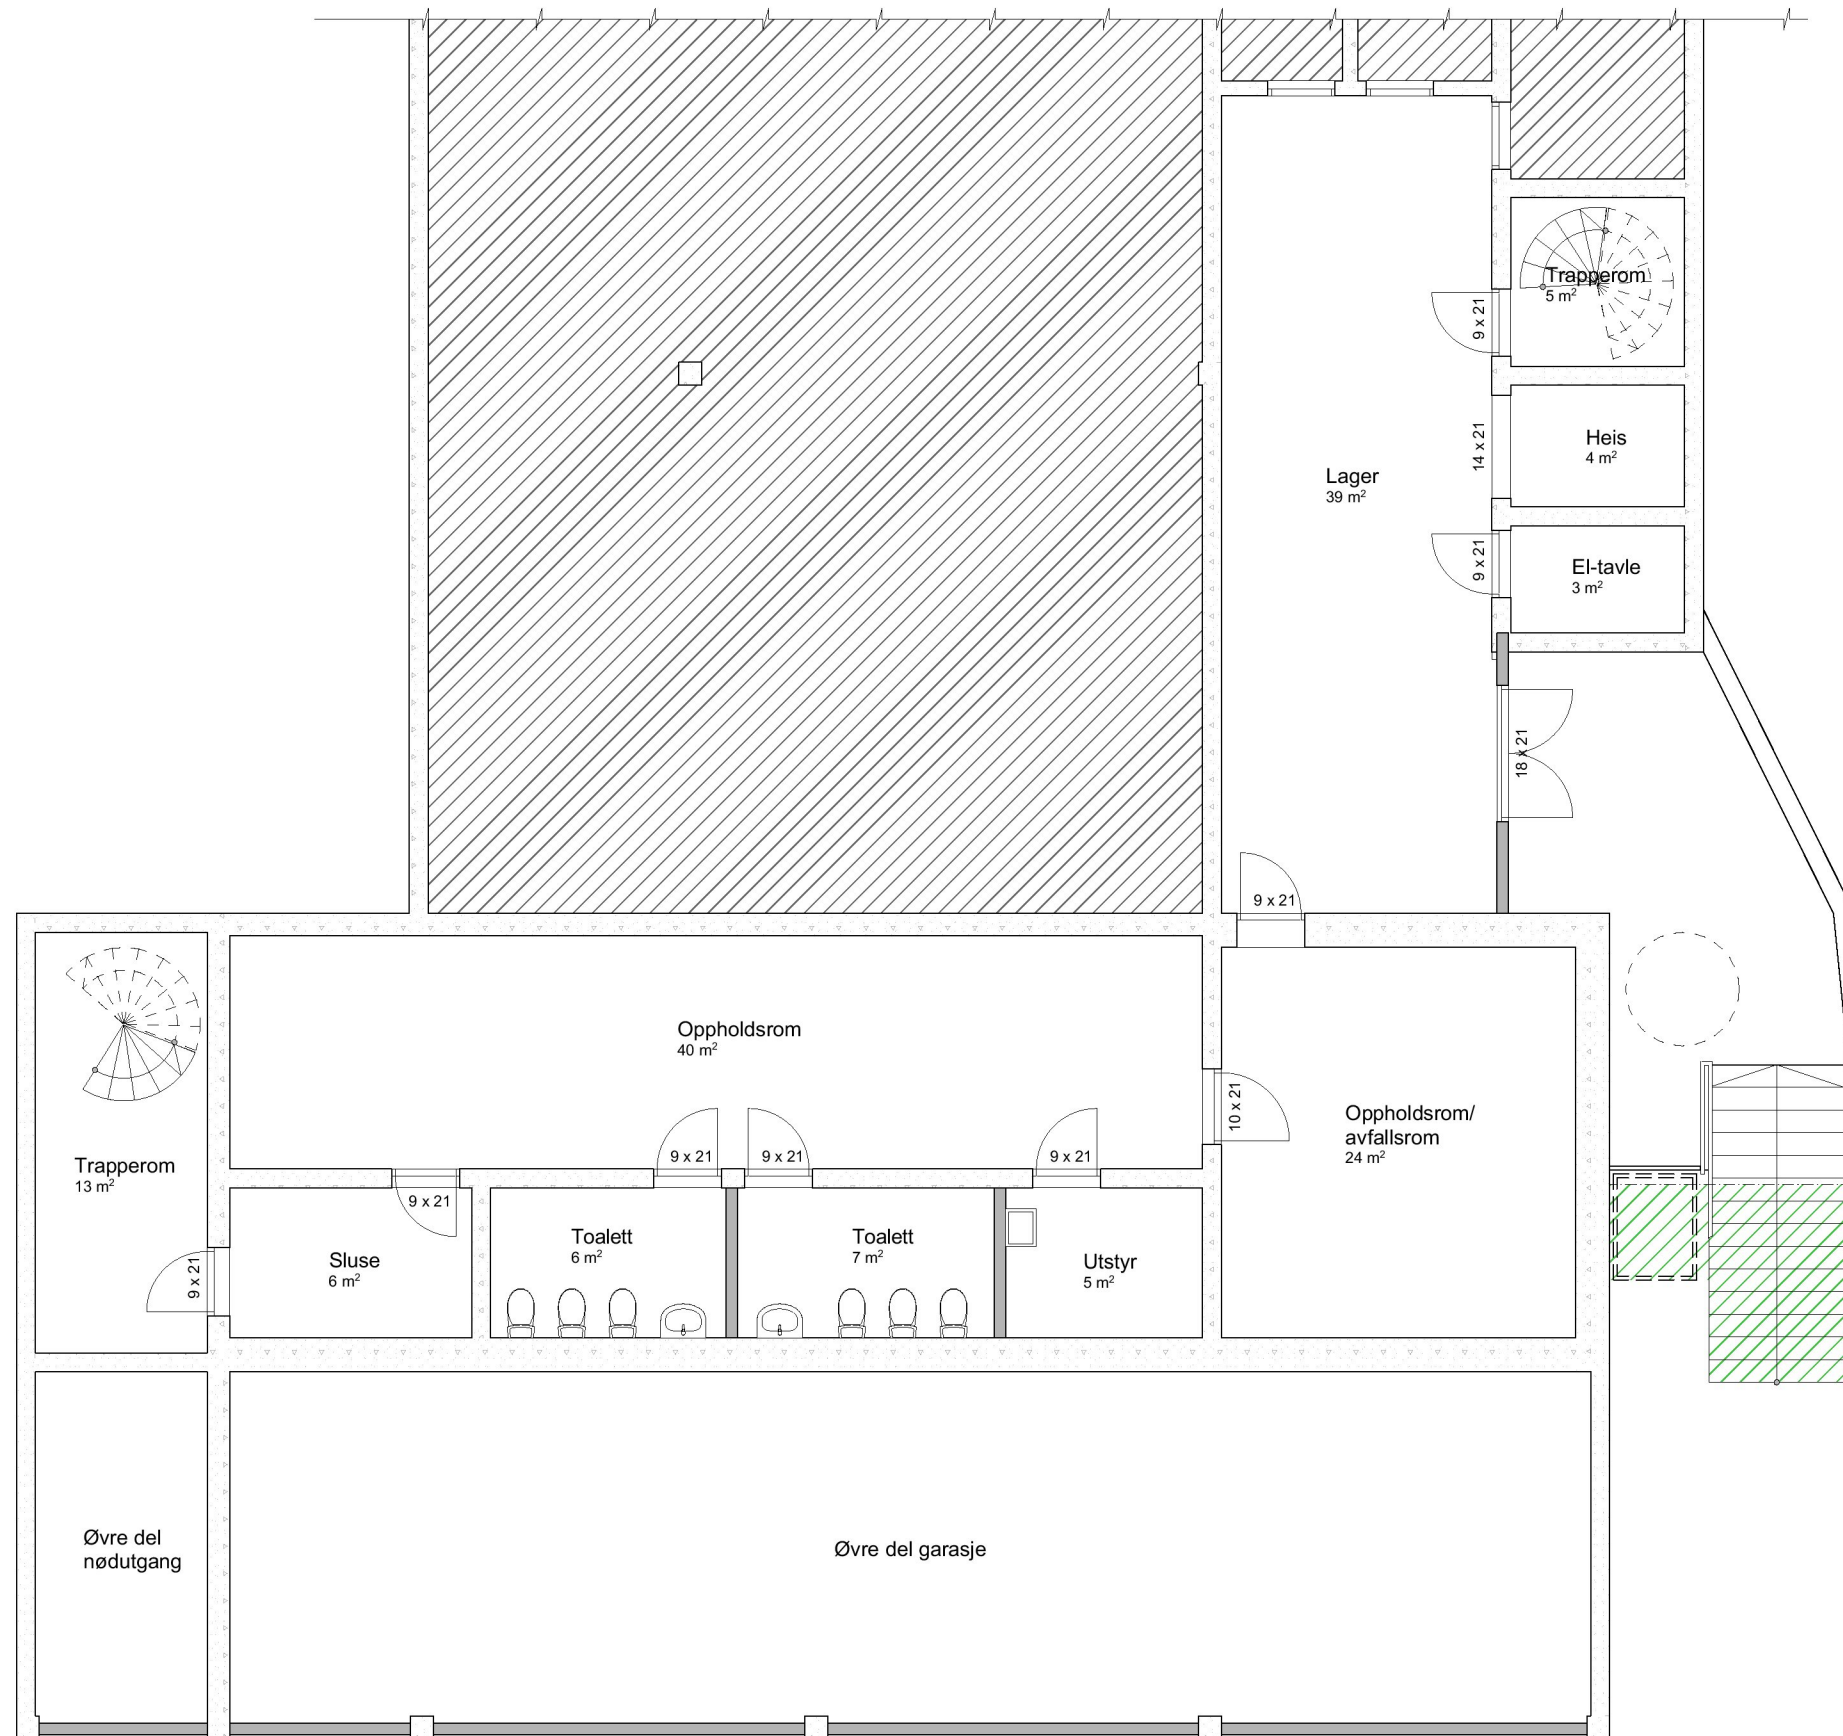 Trapperom
5 m²
9 x 21
Heis
4 m²
14 x 21
Lager
39 m²
9 x 21
El-tavle
3 m²
18 x 21
9 x 21
Oppholdsrom
40 m²
10 x 21
Oppholdsrom/
avfallsrom
24 m²
9 x 21
9 x 21
9 x 21
Trapperom
13 m²
9 x 21
Toalett
6 m²
Toalett
7 m²
Sluse
6 m²
Utstyr
5 m²
9 x 21
Øvre del
nødutgang
Øvre del garasje